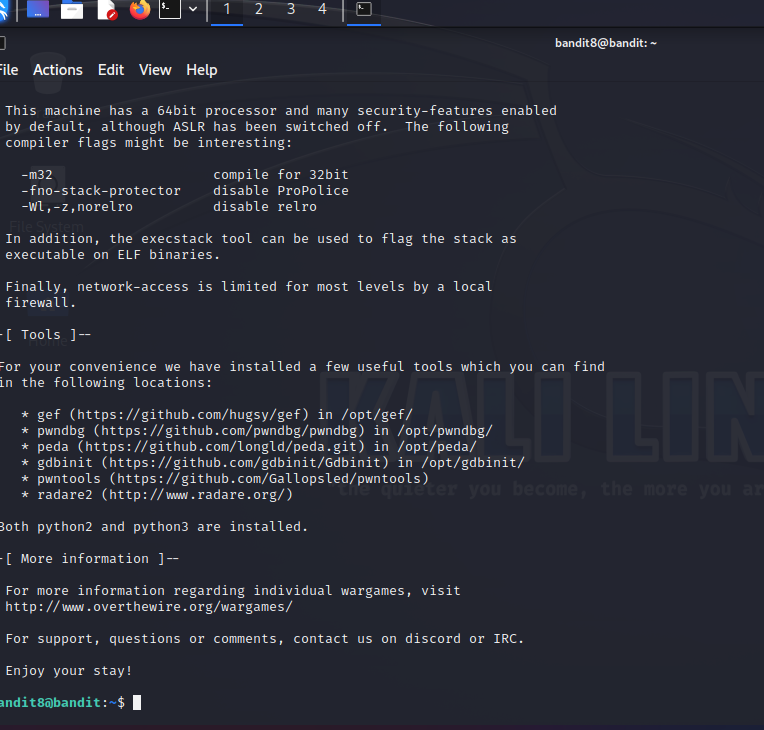 1 2 3 4
bandit8@bandit: ~
File Actions Edit View Help
This machine has a 64bit processor and many security-features enabled
by default, although ASLR has been switched off. The following
compiler flags might be interesting:
-m32 compile for 32bit
-fno-stack-protector disable ProPolice
-Wl,-z,norelro disable relro
File System
In addition, the execstack tool can be used to flag the stack as
executable on ELF binaries.
Finally, network-access is limited for most levels by a local
firewall.
-[ Tools ]--
For your convenience we have installed a few useful tools which you can find
in the following locations:
KALI LIN
* gef (https://github.com/hugsy/gef) in /opt/gef/
* pwndbg (https://github.com/pwndbg/pwndbg) in /opt/pwndbg/
* peda (https://github.com/longld/peda.git) in /opt/peda/
* gdbinit (https://github.com/gdbinit/Gdbinit) in /opt/gdbinit/
* pwntools (https://github.com/Gallopsled/pwntools)
the quieter you become, the more you ar
* radare2 (http://www.radare.org/)
Both python2 and python3 are installed.
-[ More information ]--
For more information regarding individual wargames, visit
http://www.overthewire.org/wargames/
For support, questions or comments, contact us on discord or IRC.
Enjoy your stay!
andit8@bandit:~$